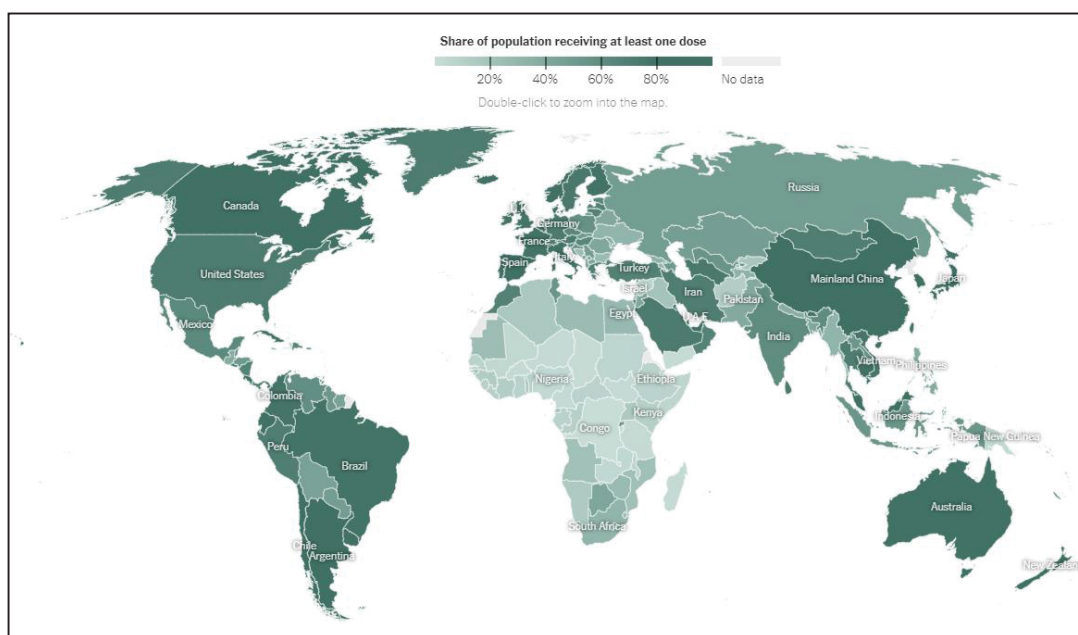 Share of population receiving at least one dose
20% 40% 60% 80% No data
Double-click to zoom into the map.
Russia
Canada
U.K.
Germany
France
Spain
Italy
Turkey
United States
Mainland China
Japan
Israel
Iran
Pakistan
Mexico
Egypt
U.A.E.
India
Vietnam
Philippines
Nigeria
Ethiopia
Colombia
Kenya
Indonesia
Congo
Papua New Guinea
Peru
Brazil
Australia
South Africa
Chile
Argentina
New Zealan